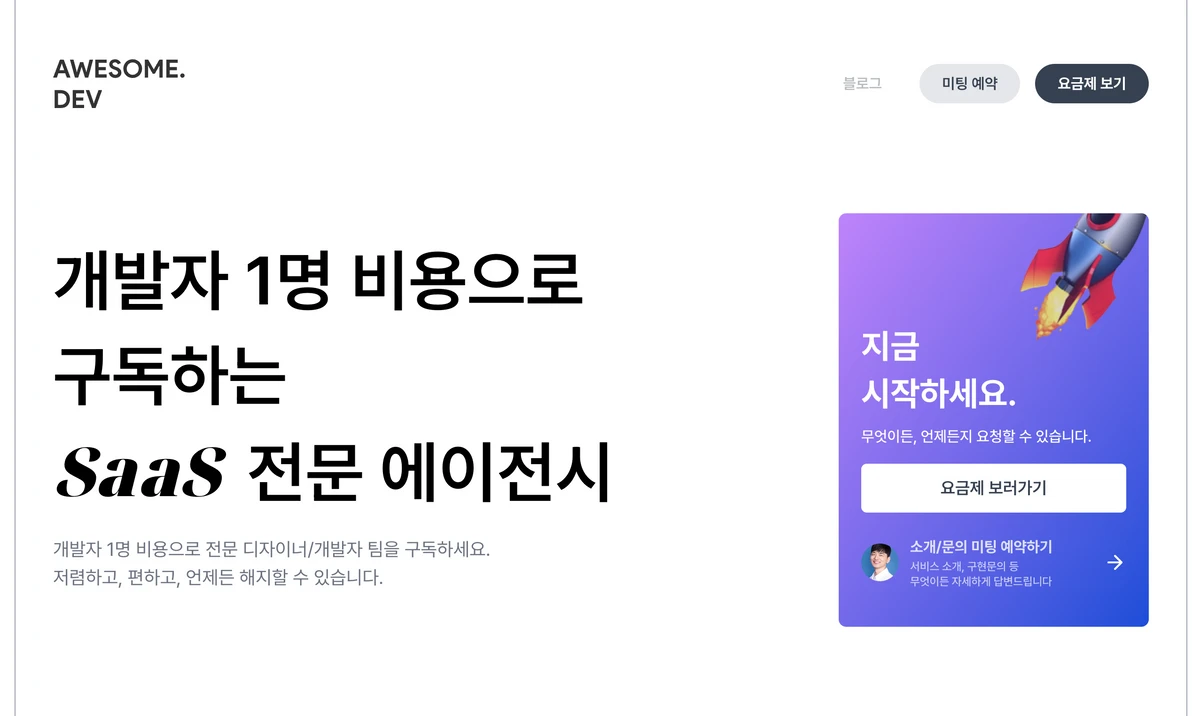 AWESOME.
DEV
블로그
미팅 예약
요금제 보기
개발자 1명 비용으로
구독하는
SaaS 전문 에이전시
개발자 1명 비용으로 전문 디자이너/개발자 팀을 구독하세요.
저렴하고, 편하고, 언제든 해지할 수 있습니다.
지금
시작하세요.
무엇이든, 언제든지 요청할 수 있습니다.
요금제 보러가기
소개/문의 미팅 예약하기
서비스 소개, 구현문의 등
무엇이든 자세하게 답변드립니다